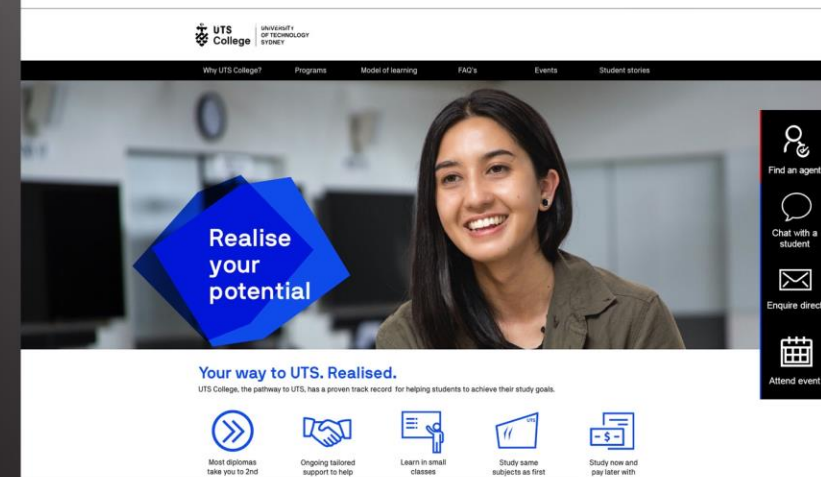 UTS
College
UNIVERSITY
OF TECHNOLOGY
SYDNEY
Why UTS College?
Programs
Model of learning
FAQ's
Events
Student stories
Realise
your
potential
Find an agent
Chat with a
student
Enquire direct
Attend event
Your way to UTS. Realised.
UTS College, the pathway to UTS, has a proven track record for helping students to achieve their study goals.
Most diplomas
take you to 2nd
Ongoing tailored
support to help
Learn in small
classes
UTS
Study same
subjects as first
- $ -
Study now and
pay later with